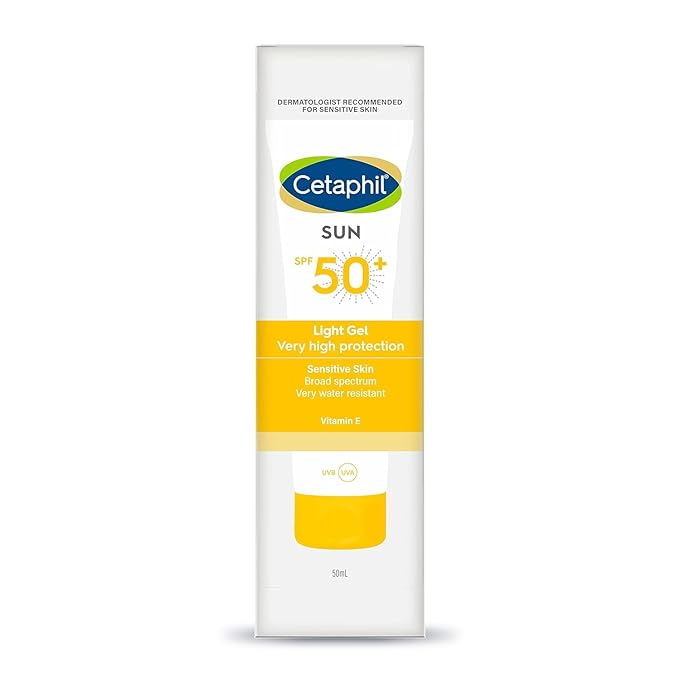 DERMATOLOGIST RECOMMENDED
FOR SENSITIVE SKIN
Cetaphil®
SUN
SPF 50+
Light Gel
Very high protection
Sensitive Skin
Broad spectrum
Very water resistant
Vitamin E
UVB UVA
50mL